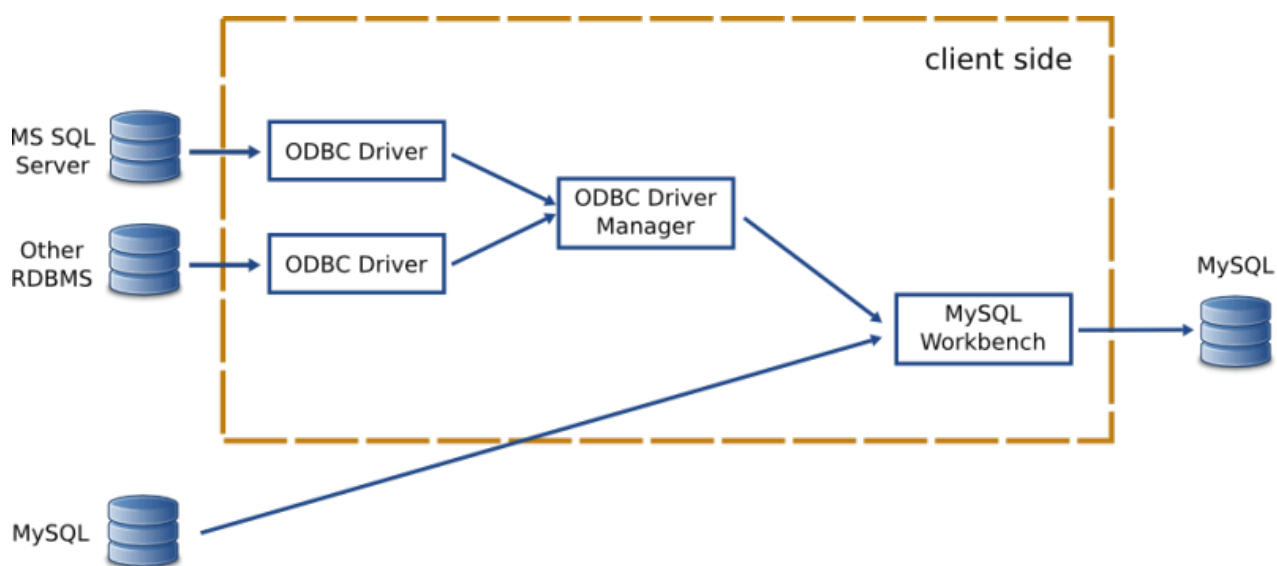 client side
MS SQL
Server
ODBC Driver
ODBC Driver
Manager
Other
RDBMS
ODBC Driver
MySQL
MySQL
Workbench
MySQL